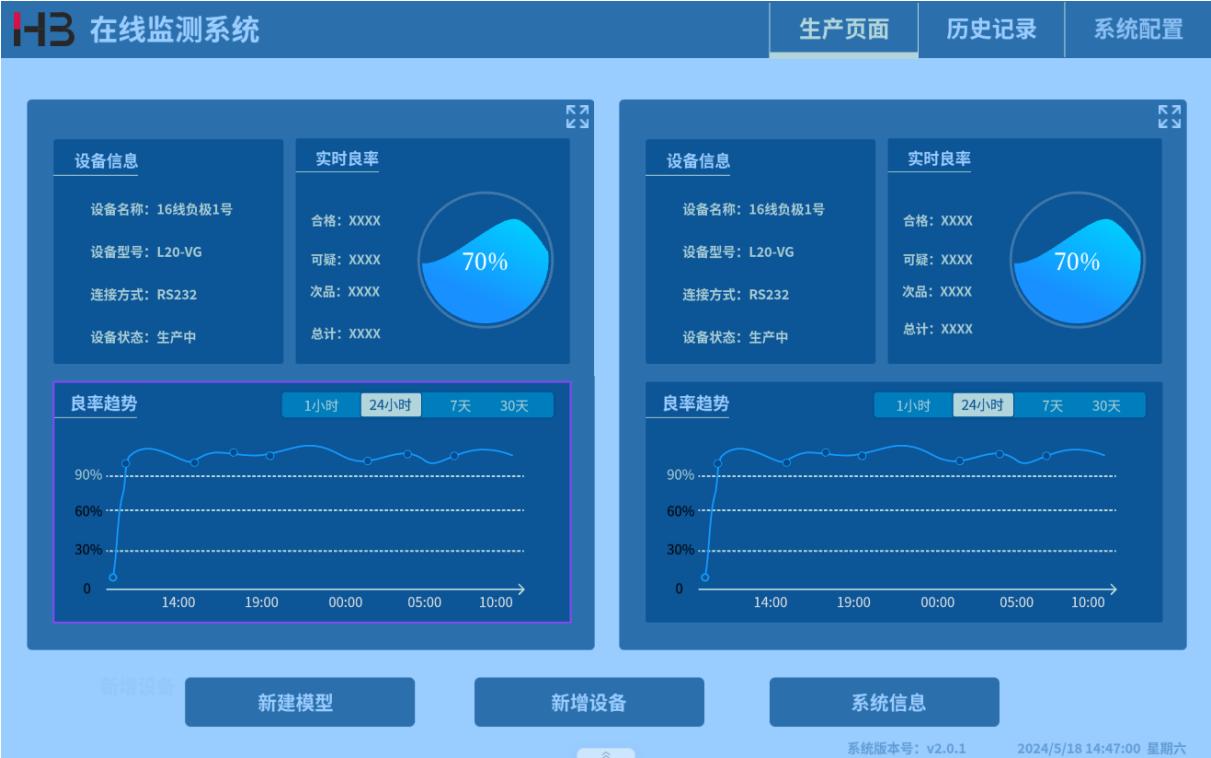 HB 在线监测系统 生产页面 历史记录 系统配置
设备信息
设备名称：16线负极1号
设备型号：L20-VG
连接方式：RS232
设备状态：生产中
实时良率
合格：XXXX
可疑：XXXX
次品：XXXX
总计：XXXX
70%
良率趋势 1小时 24小时 7天 30天
90%
60%
30%
0
14:00 19:00 00:00 05:00 10:00
设备信息
设备名称：16线负极1号
设备型号：L20-VG
连接方式：RS232
设备状态：生产中
实时良率
合格：XXXX
可疑：XXXX
次品：XXXX
总计：XXXX
70%
良率趋势 1小时 24小时 7天 30天
90%
60%
30%
0
14:00 19:00 00:00 05:00 10:00
新增设备 新建模型 新增设备 系统信息
系统版本号：v2.0.1 2024/5/18 14:47:00 星期六